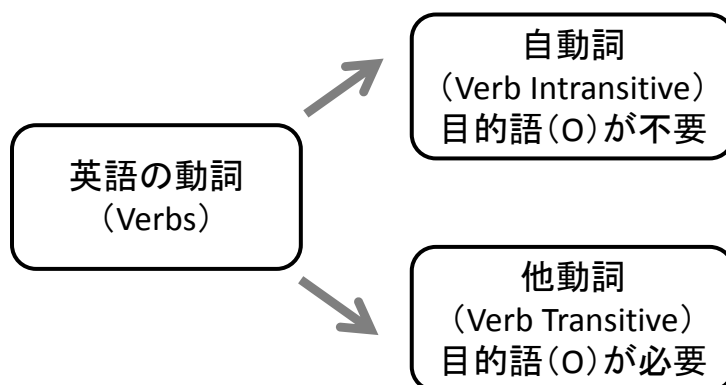 自動詞
（Verb Intransitive）
目的語（O）が不要
英語の動詞
（Verbs）
他動詞
（Verb Transitive）
目的語（O）が必要